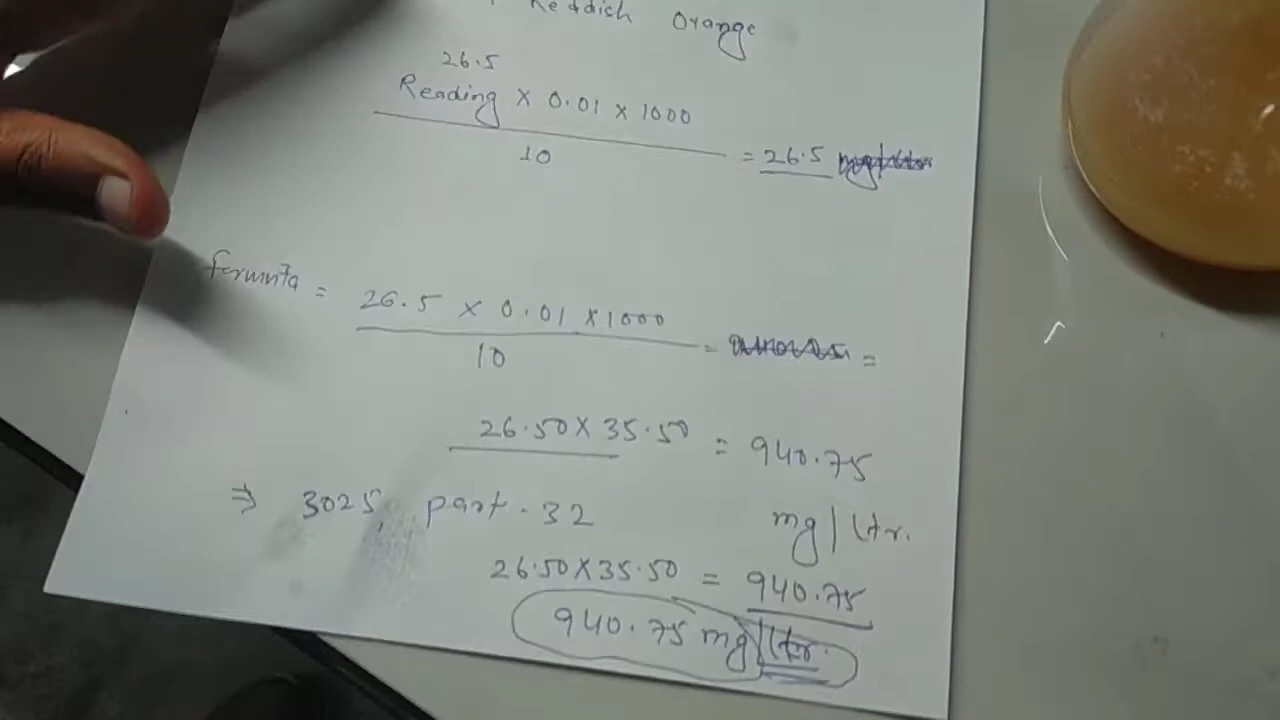 Reddish Orange
26.5
Reading × 0.01 × 1000
10
= 26.5
formula =
26.5 × 0.01 × 1000
10
= =
26.50 × 35.50 = 940.75
mg/ltr.
⇒ 3025, part - 32
26.50 × 35.50 = 940.75
940.75 mg/ltr.